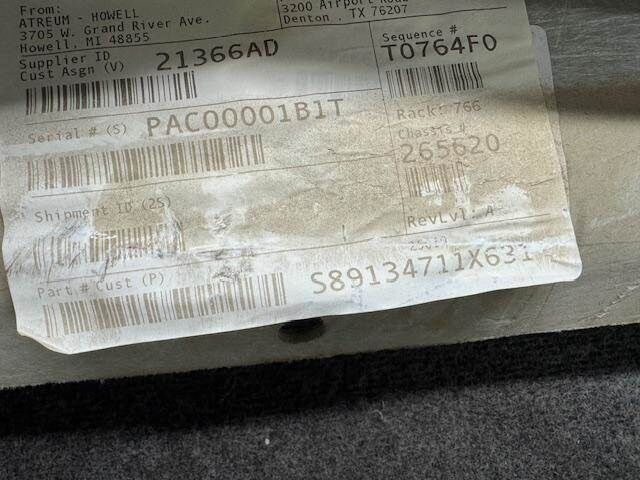 From:
ATREUM - HOWELL
3705 W. Grand River Ave.
Howell, MI 48855
3200 Airport Road
Denton , TX 76207
Supplier ID
Cust Asgn (V)
21366AD
Sequence #
T0764F0
Serial # (S) PAC00001B1T
Rack: 766
Chassis #
265620
Shipment ID (2S)
RevLvl: A
Part # Cust (P)
S89134711X631